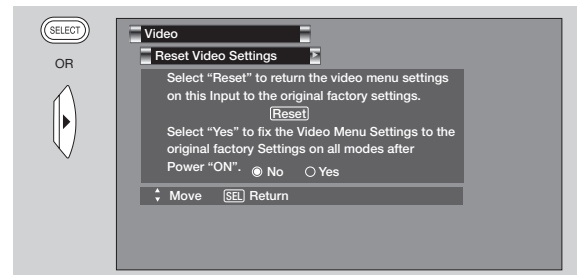 SELECT
OR
Video
Reset Video Settings
Select “Reset” to return the video menu settings
on this Input to the original factory settings.
Reset
Select “Yes” to fix the Video Menu Settings to the
original factory Settings on all modes after
Power “ON”. No Yes
Move SEL Return